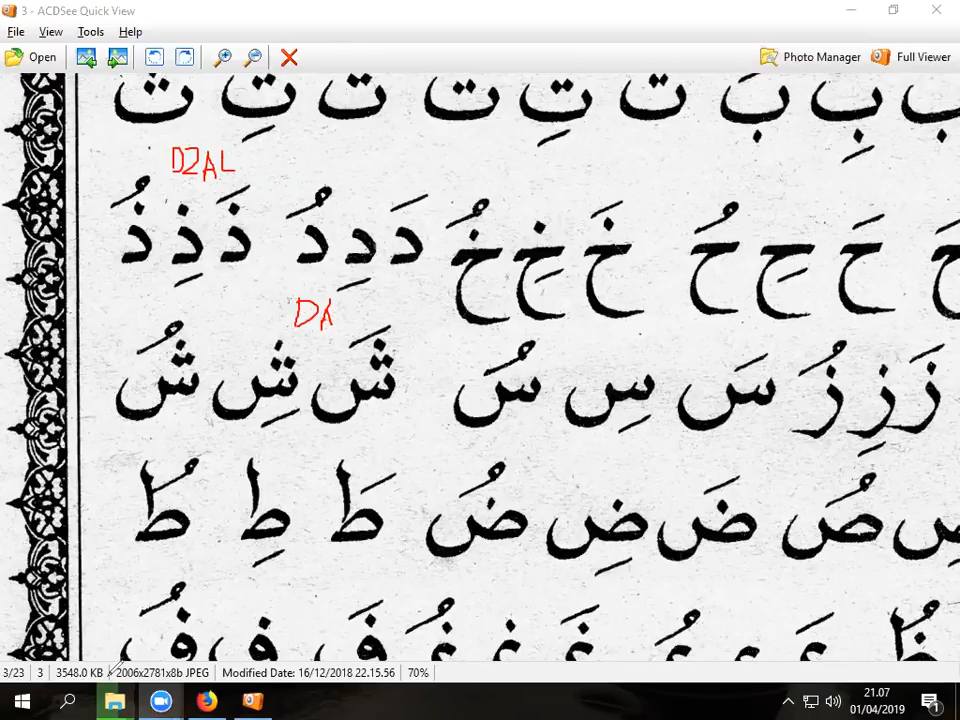 3 - ACDSee Quick View
File View Tools Help
Open Photo Manager Full Viewer
بِ
DZAL
حَ حِ حُ خَ خِ خُ دَ دِ دُ ذَ ذِ ذُ
DA
زَ زِ زُ سَ سِ سُ شَ شِ شُ
صُ ضَ ضِ ضُ طَ طِ طُ
غَ غ غُ فَ ف فُ
3/23 3 3548.0 KB 2006x2781x8b JPEG Modified Date: 16/12/2018 22.15.56 70%
21.07
01/04/2019
1